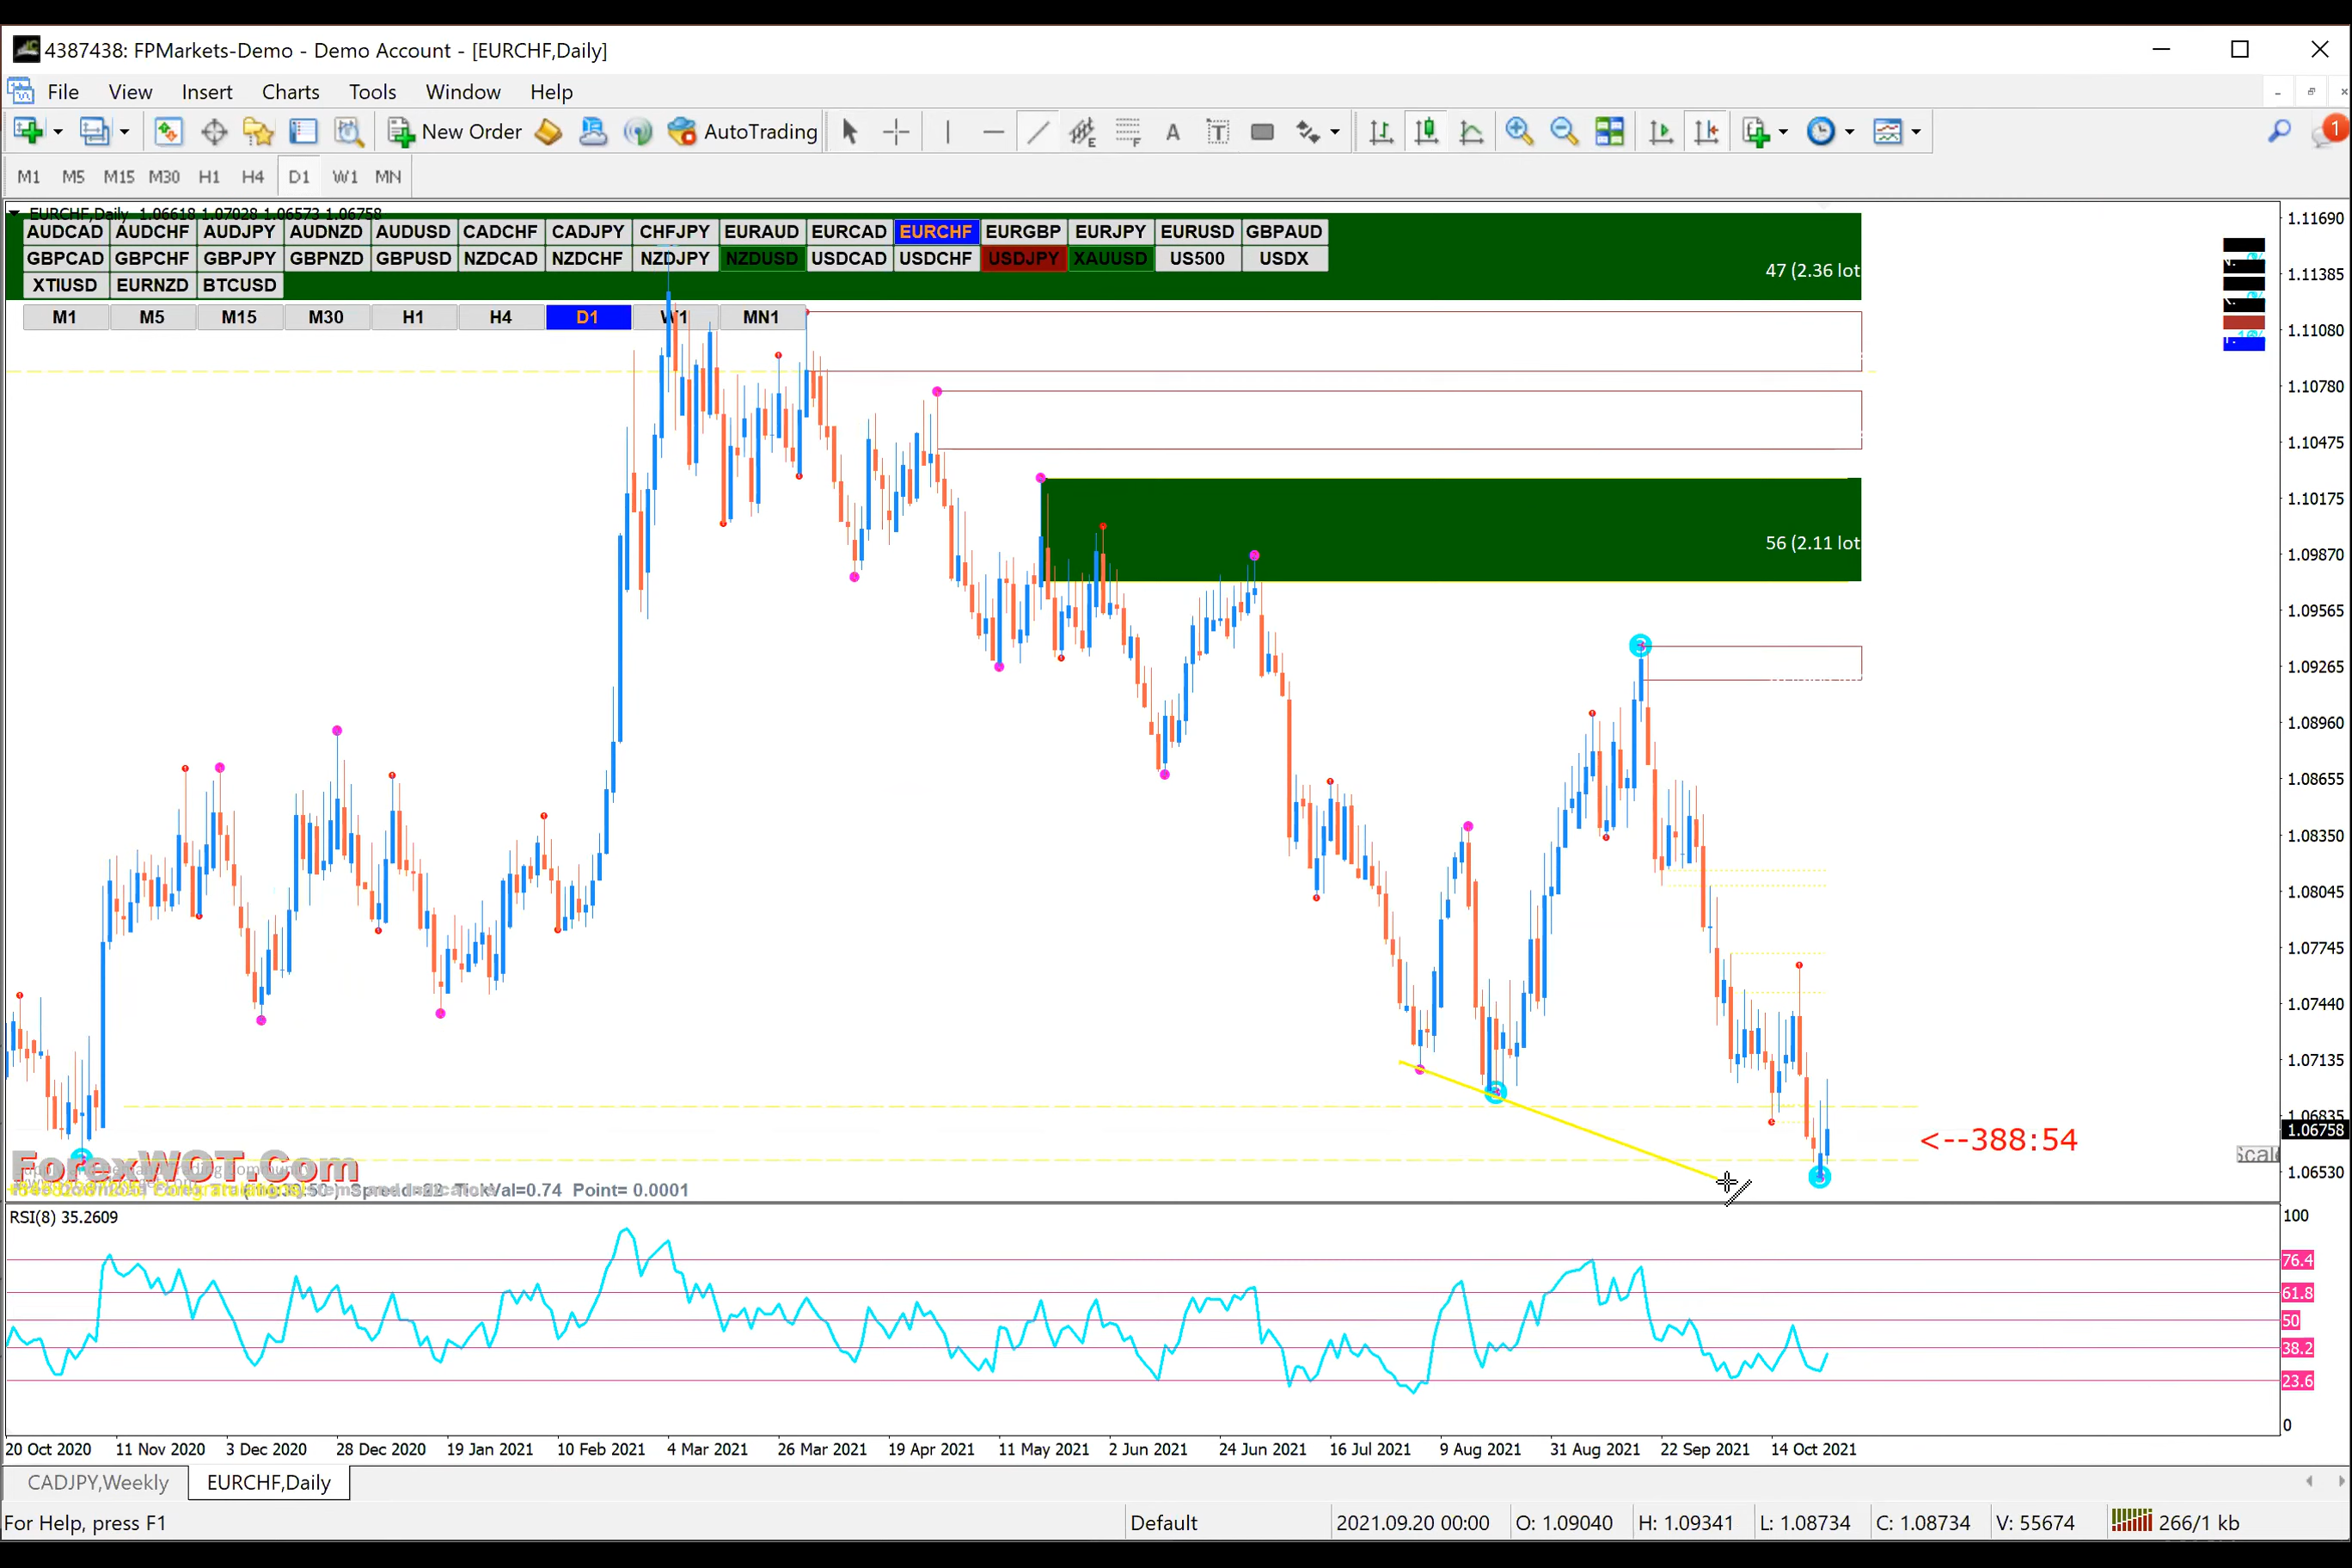 4387438: FPMarkets-Demo - Demo Account - [EURCHF,Daily]
File View Insert Charts Tools Window Help
New Order AutoTrading
M1 M5 M15 M30 H1 H4 D1 W1 MN
EURCHF,Daily 1.06618 1.07028 1.06573 1.06758
AUDCAD AUDCHF AUDJPY AUDNZD AUDUSD CADCHF CADJPY CHFJPY EURAUD EURCAD EURCHF EURGBP EURJPY EURUSD GBPAUD
GBPCAD GBPCHF GBPJPY GBPNZD GBPUSD NZDCAD NZDCHF NZDJPY NZDUSD USDCAD USDCHF USDJPY XAUUSD US500 USDX
XTIUSD EURNZD BTCUSD
M1 M5 M15 M30 H1 H4 D1 W1 MN1
47 (2.36 lot
56 (2.11 lot
1.11690
1.11385
1.11080
1.10780
1.10475
1.10175
1.09870
1.09565
1.09265
1.08960
1.08655
1.08350
1.08045
1.07745
1.07440
1.07135
1.06835
1.06758
1.06530
<--388:54
Scale
ForexWOT.Com
Spread=22 TickVal=0.74 Point= 0.0001
RSI(8) 35.2609
100
76.4
61.8
50
38.2
23.6
0
20 Oct 2020 11 Nov 2020 3 Dec 2020 28 Dec 2020 19 Jan 2021 10 Feb 2021 4 Mar 2021 26 Mar 2021 19 Apr 2021 11 May 2021 2 Jun 2021 24 Jun 2021 16 Jul 2021 9 Aug 2021 31 Aug 2021 22 Sep 2021 14 Oct 2021
CADJPY,Weekly EURCHF,Daily
For Help, press F1 Default 2021.09.20 00:00 O: 1.09040 H: 1.09341 L: 1.08734 C: 1.08734 V: 55674 266/1 kb